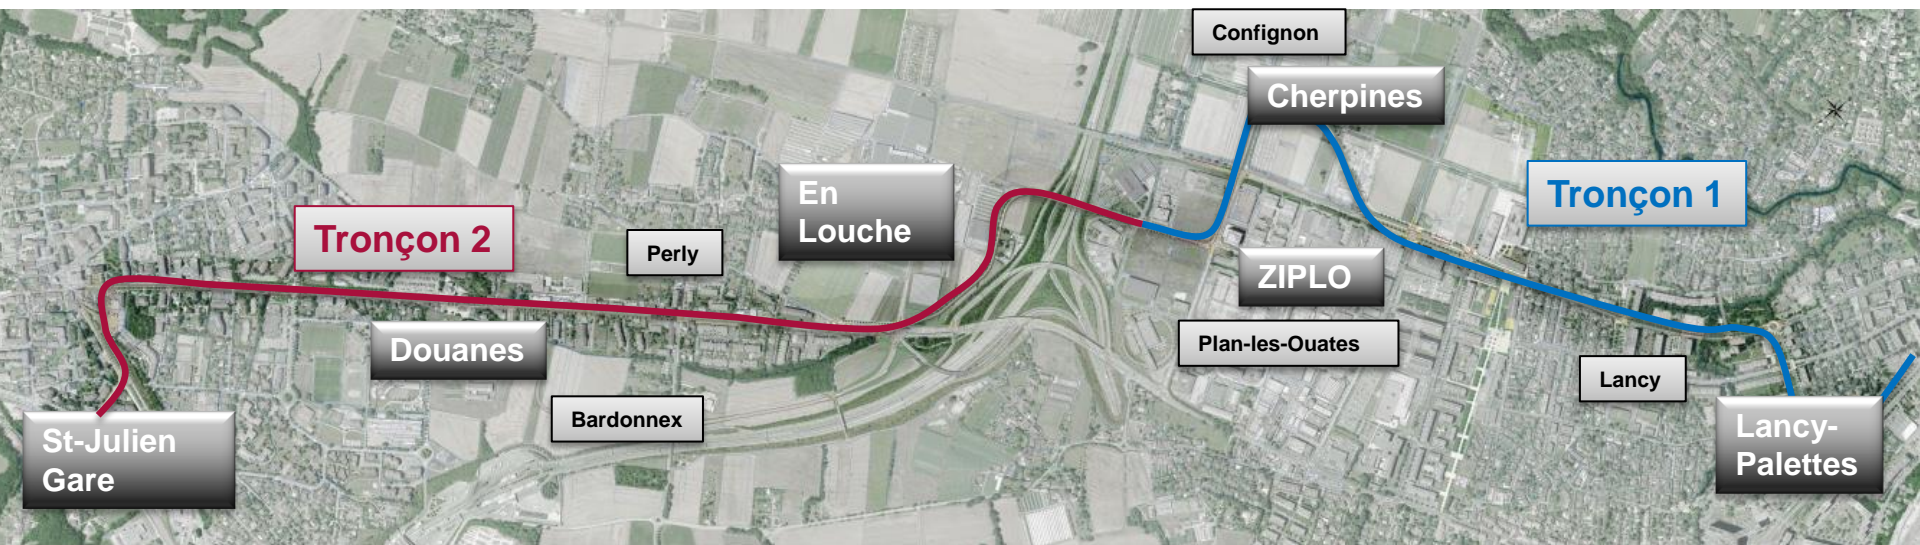 Confignon
Cherpines
Tronçon 1
En
Louche
Tronçon 2
Perly
ZIPLO
Douanes
Plan-les-Ouates
Lancy
Bardonnex
St-Julien
Gare
Lancy-
Palettes